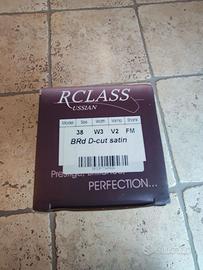 RCLASS
USSIAN
Model Size Width Vamp Shank
38 W3 V2 FM
BRd D-cut satin
PERFECTION...